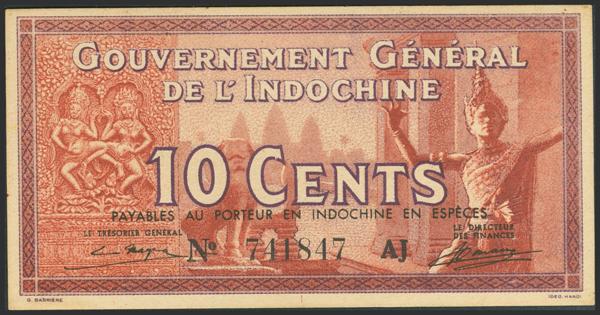 GOUVERNEMENT GÉNÉRAL
DE L'INDOCHINE
10 CENTS
PAYABLES AU PORTEUR EN INDOCHINE EN ESPÈCES
LE TRÉSORIER GÉNÉRAL
LE DIRECTEUR
DES FINANCES
No 741847 AJ
G. BARRIERE
IDEO. HANOI